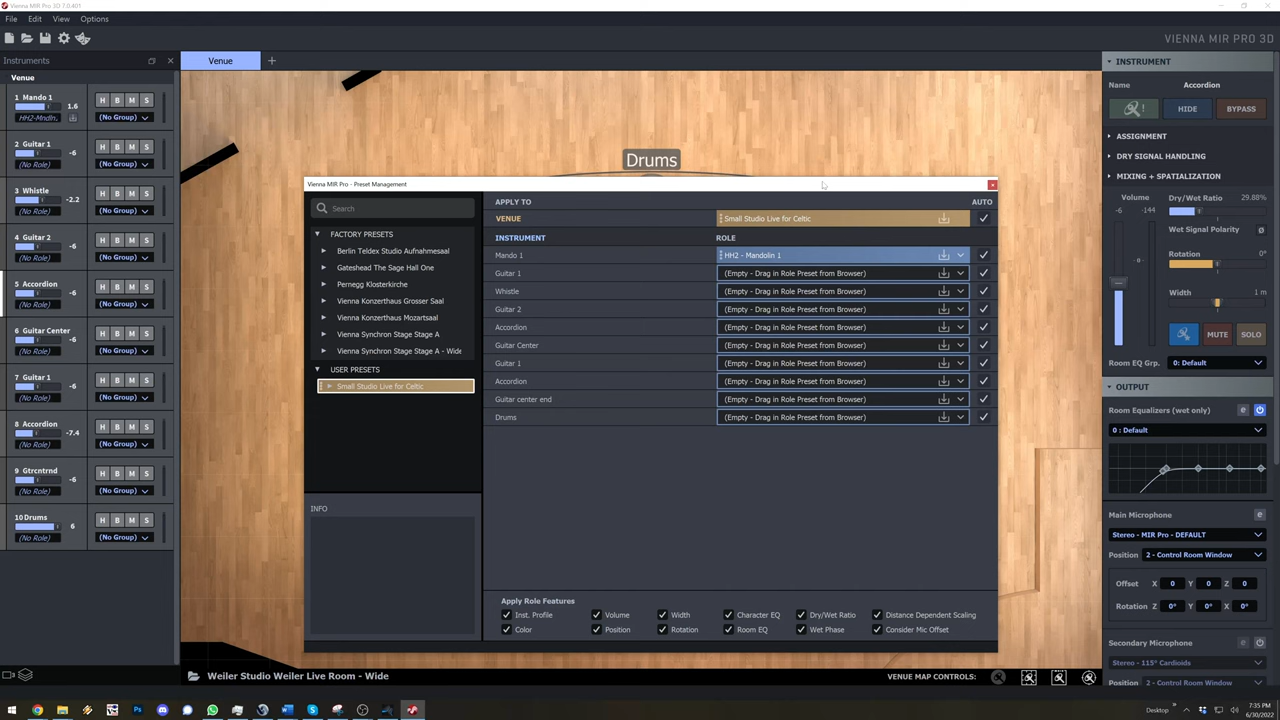 Vienna MIR Pro 3D-7.0.401
File Edit View Options
VIENNA MIR PRO 3D
Instruments
Venue
Venue +
1 Mando 1 1.6 H B M S
HH2-Mndln. (No Group)
2 Guitar 1 -6 H B M S
(No Role) (No Group)
3 Whistle -2.2 H B M S
(No Role) (No Group)
4 Guitar 2 -6 H B M S
(No Role) (No Group)
5 Accordion -6 H B M S
(No Role) (No Group)
6 Guitar Center -6 H B M S
(No Role) (No Group)
7 Guitar 1 -6 H B M S
(No Role) (No Group)
8 Accordion -7.4 H B M S
(No Role) (No Group)
9 Gtrcntrnd -6 H B M S
(No Role) (No Group)
10 Drums 6 H B M S
(No Role) (No Group)
Drums
Vienna MIR Pro - Preset Management
Search
FACTORY PRESETS
Berlin Teldex Studio Aufnahmesaal
Gateshead The Sage Hall One
Pernegg Klosterkirche
Vienna Konzerthaus Grosser Saal
Vienna Konzerthaus Mozartsaal
Vienna Synchron Stage Stage A
Vienna Synchron Stage Stage A - Wide
USER PRESETS
Small Studio Live for Celtic
INFO
APPLY TO AUTO
VENUE Small Studio Live for Celtic
INSTRUMENT ROLE
Mando 1 HH2 - Mandolin 1
Guitar 1 (Empty - Drag in Role Preset from Browser)
Whistle (Empty - Drag in Role Preset from Browser)
Guitar 2 (Empty - Drag in Role Preset from Browser)
Accordion (Empty - Drag in Role Preset from Browser)
Guitar Center (Empty - Drag in Role Preset from Browser)
Guitar 1 (Empty - Drag in Role Preset from Browser)
Accordion (Empty - Drag in Role Preset from Browser)
Guitar center end (Empty - Drag in Role Preset from Browser)
Drums (Empty - Drag in Role Preset from Browser)
Apply Role Features
Inst. Profile Volume Width Character EQ Dry/Wet Ratio Distance Dependent Scaling
Color Position Rotation Room EQ Wet Phase Consider Mic Offset
Weiler Studio Weiler Live Room - Wide
VENUE MAP CONTROLS:
INSTRUMENT
Name Accordion
! HIDE BYPASS
ASSIGNMENT
DRY SIGNAL HANDLING
MIXING + SPATIALIZATION
Volume Dry/Wet Ratio 29.88%
-6 -144
Wet Signal Polarity ø
Rotation 0°
Width 1 m
MUTE SOLO
Room EQ Grp. 0: Default
OUTPUT
Room Equalizers (wet only) e
0 : Default
Main Microphone e
Stereo - MIR Pro - DEFAULT
Position 2 - Control Room Window
Offset X 0 Y 0 Z 0
Rotation Z 0° Y 0° X 0°
Secondary Microphone e
Stereo - 115° Cardioids
Position 2 - Control Room Window
Desktop
7:35 PM
6/30/2022